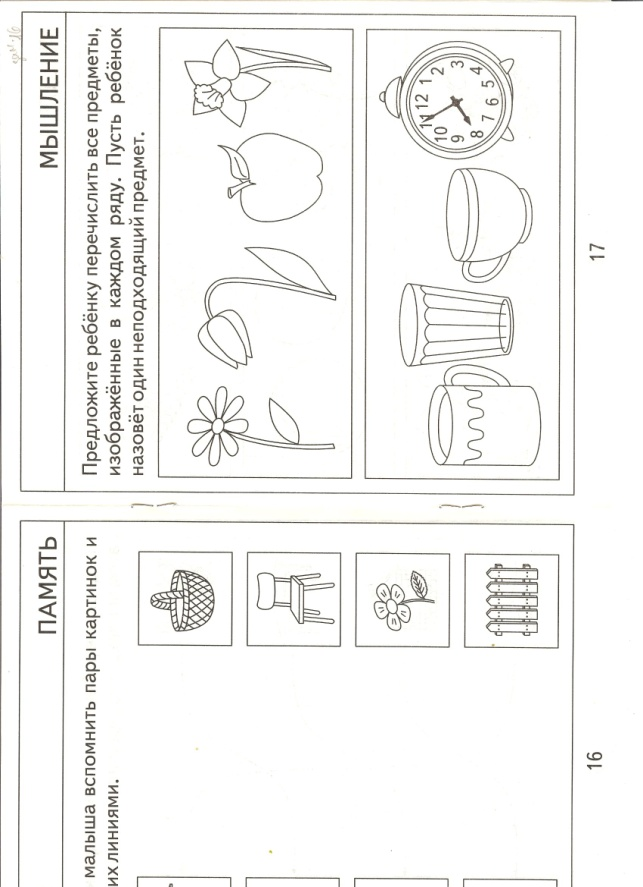 ПАМЯТЬ
малыша вспомнить пары картинок и
их линиями.
16
МЫШЛЕНИЕ
Предложите ребёнку перечислить все предметы,
изображённые в каждом ряду. Пусть ребёнок
назовёт один неподходящий предмет.
12
1
2
3
4
5
6
7
8
9
10
11
17